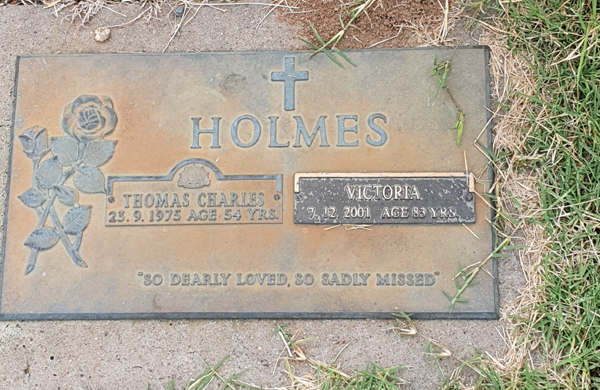 HOLMES
THOMAS CHARLES
23. 9. 1975 AGE 54 YRS.
VICTORIA
7. 12. 2001 AGE 83 YRS.
"SO DEARLY LOVED, SO SADLY MISSED"